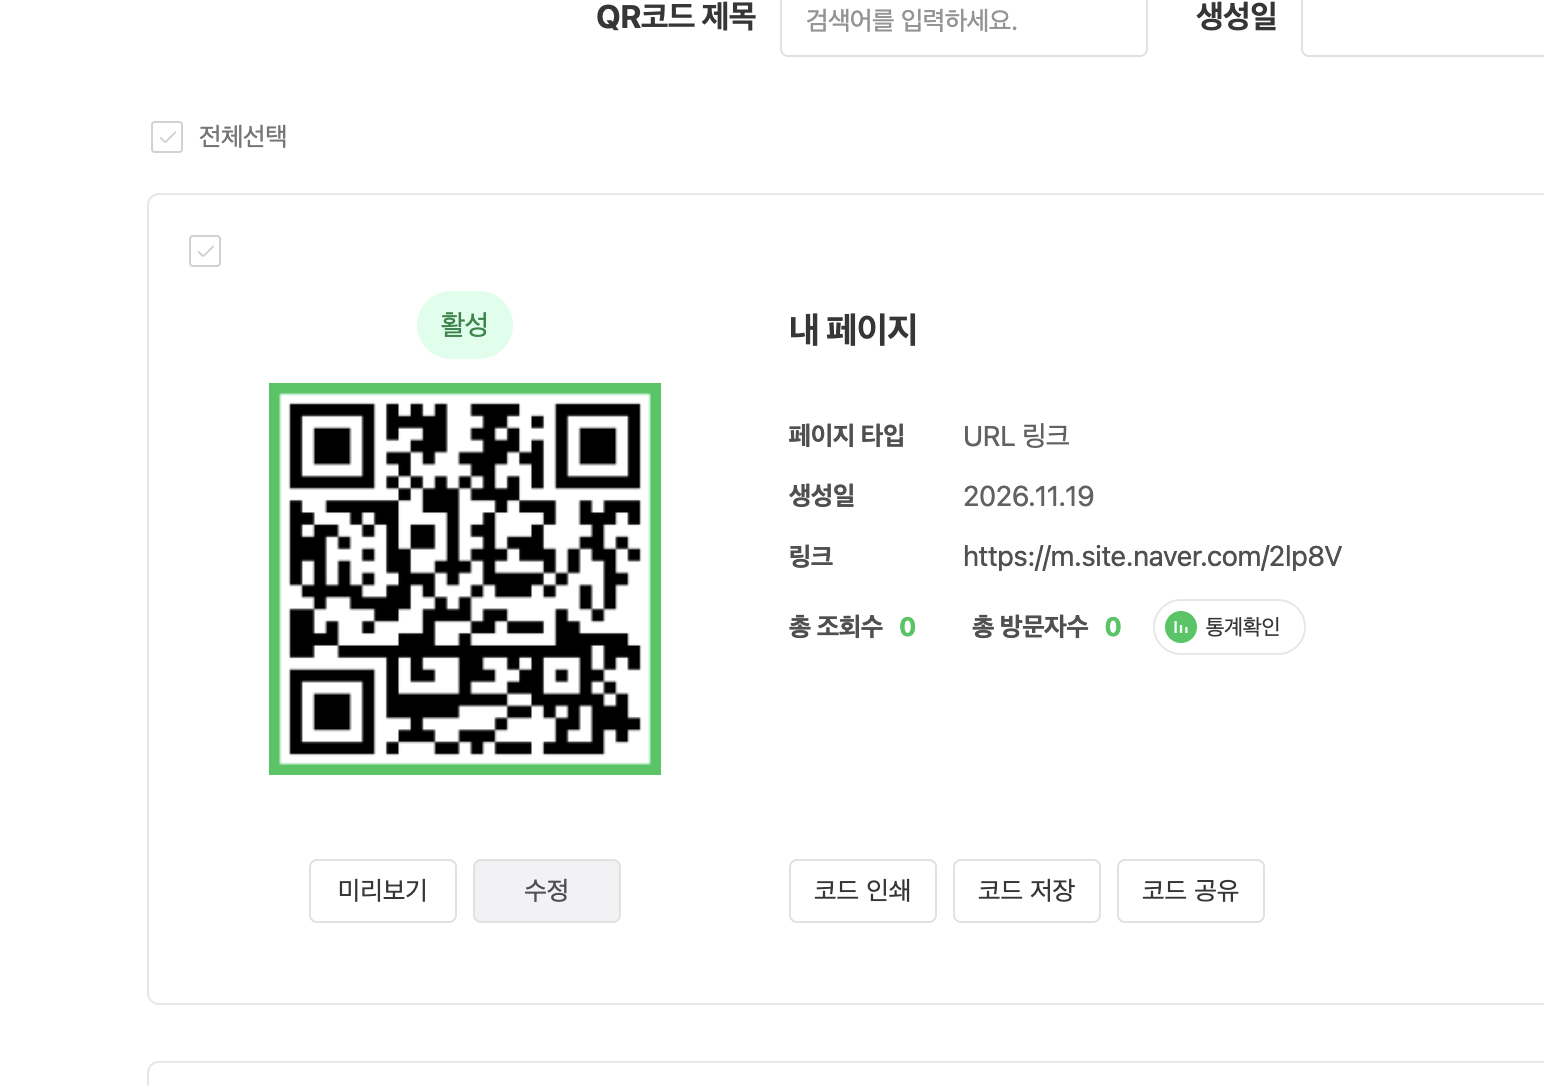 QR코드 제목 검색어를 입력하세요. 생성일
전체선택
활성
내 페이지
페이지 타입 URL 링크
생성일 2026.11.19
링크 https://m.site.naver.com/2lp8V
총 조회수 0 총 방문자수 0 통계확인
미리보기 수정 코드 인쇄 코드 저장 코드 공유